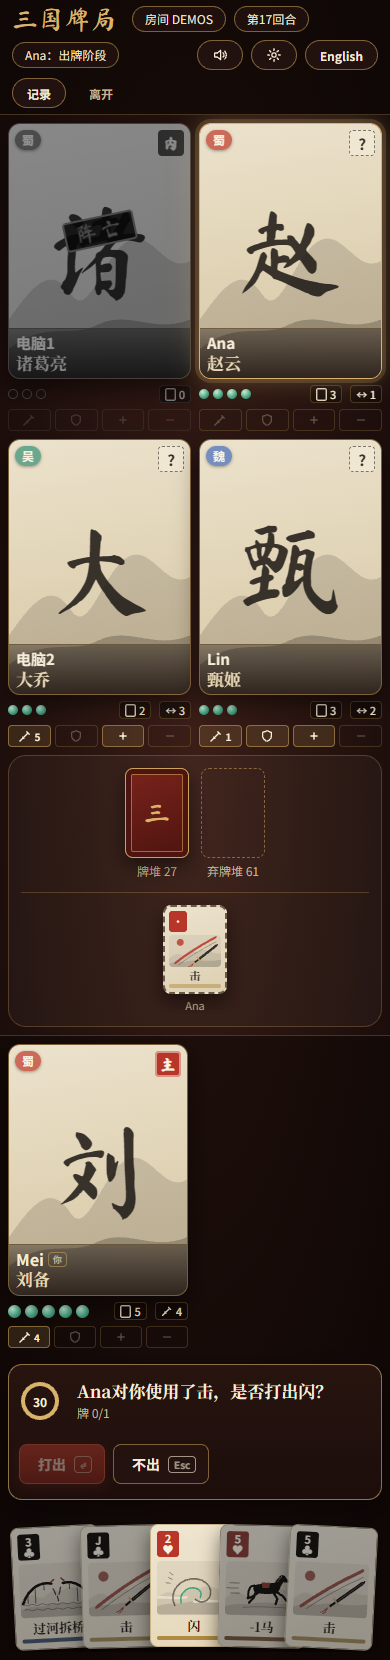 三国牌局
房间 DEMOS
第17回合
Ana：出牌阶段
English
记录
离开
蜀
内
诸
阵亡
电脑1
诸葛亮
0
蜀
?
赵
Ana
赵云
3
1
吴
?
大
电脑2
大乔
2
3
5
魏
?
甄
Lin
甄姬
3
2
1
三
牌堆 27
弃牌堆 61
击
Ana
蜀
主
刘
Mei 你
刘备
5
4
4
30
Ana对你使用了击，是否打出闪？
牌 0/1
打出
不出 Esc
3
过河拆桥
J
击
2
闪
5
-1马
5
击